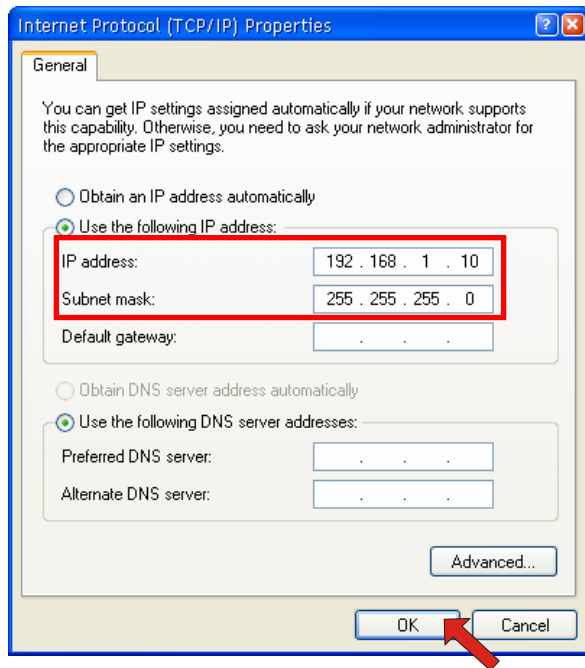 Internet Protocol (TCP/IP) Properties
General
You can get IP settings assigned automatically if your network supports
this capability. Otherwise, you need to ask your network administrator for
the appropriate IP settings.
Obtain an IP address automatically
Use the following IP address:
IP address: 192 . 168 . 1 . 10
Subnet mask: 255 . 255 . 255 . 0
Default gateway: . . .
Obtain DNS server address automatically
Use the following DNS server addresses:
Preferred DNS server: . . .
Alternate DNS server: . . .
Advanced...
OK Cancel